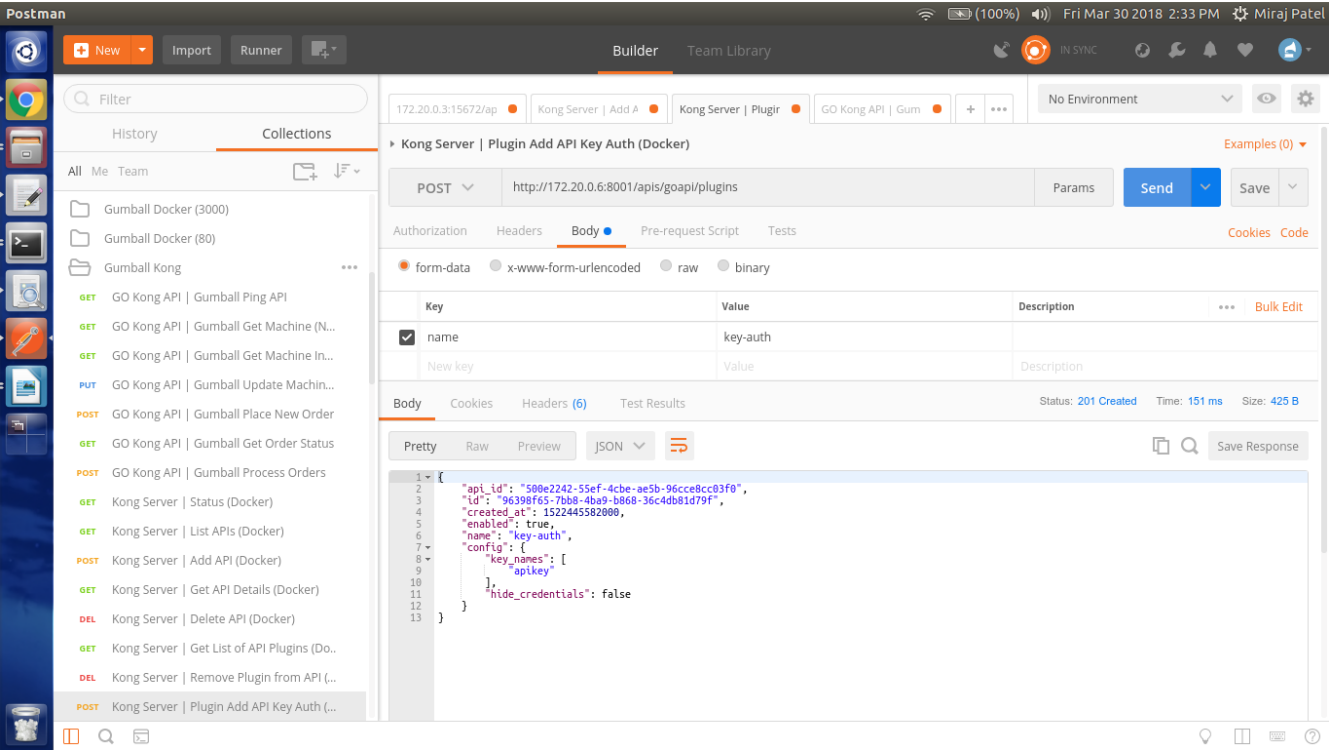 Postman (100%) Fri Mar 30 2018 2:33 PM Miraj Patel
New Import Runner Builder Team Library IN SYNC
Filter
History Collections
All Me Team
Gumball Docker (3000)
Gumball Docker (80)
Gumball Kong •••
GET GO Kong API | Gumball Ping API
GET GO Kong API | Gumball Get Machine (N...
GET GO Kong API | Gumball Get Machine In...
PUT GO Kong API | Gumball Update Machin...
POST GO Kong API | Gumball Place New Order
GET GO Kong API | Gumball Get Order Status
POST GO Kong API | Gumball Process Orders
GET Kong Server | Status (Docker)
GET Kong Server | List APIs (Docker)
POST Kong Server | Add API (Docker)
GET Kong Server | Get API Details (Docker)
DEL Kong Server | Delete API (Docker)
GET Kong Server | Get List of API Plugins (Do..
DEL Kong Server | Remove Plugin from API (...
POST Kong Server | Plugin Add API Key Auth (...
172.20.0.3:15672/ap Kong Server | Add A Kong Server | Plugin GO Kong API | Gum + ••• No Environment
Kong Server | Plugin Add API Key Auth (Docker) Examples (0)
POST http://172.20.0.6:8001/apis/goapi/plugins Params Send Save
Authorization Headers Body Pre-request Script Tests Cookies Code
form-data x-www-form-urlencoded raw binary
Key Value Description ••• Bulk Edit
name key-auth
New key Value Description
Body Cookies Headers (6) Test Results Status: 201 Created Time: 151 ms Size: 425 B
Pretty Raw Preview JSON Save Response
1 {
2 "api_id": "500e2242-55ef-4cbe-ae5b-96cce8cc03f0",
3 "id": "96398f65-7bb8-4ba9-b868-36c4db81d79f",
4 "created_at": 1522445582000,
5 "enabled": true,
6 "name": "key-auth",
7 "config": {
8 "key_names": [
9 "apikey"
10 ],
11 "hide_credentials": false
12 }
13 }